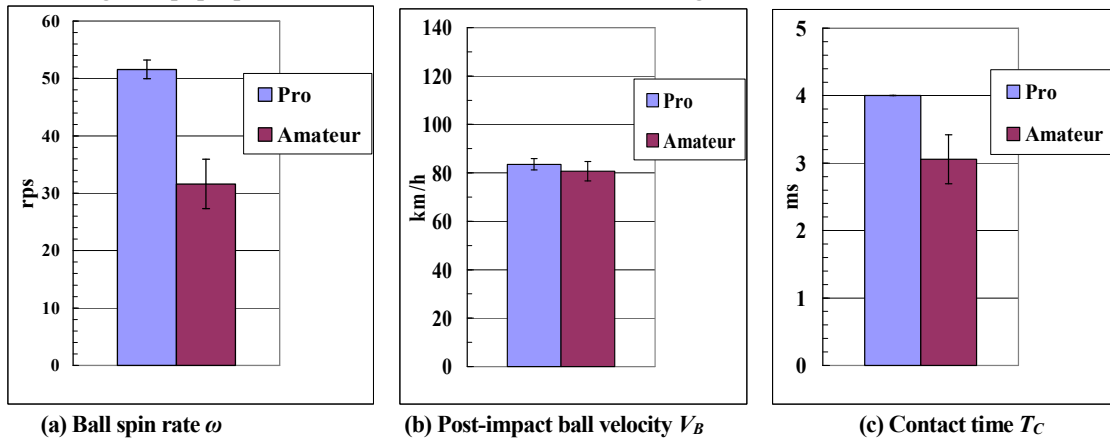 60
50
40
30
20
10
0
rps
Pro
Amateur
(a) Ball spin rate ω
140
120
100
80
60
40
20
0
km/h
Pro
Amateur
(b) Post-impact ball velocity V_B
5
4
3
2
1
0
ms
Pro
Amateur
(c) Contact time T_C